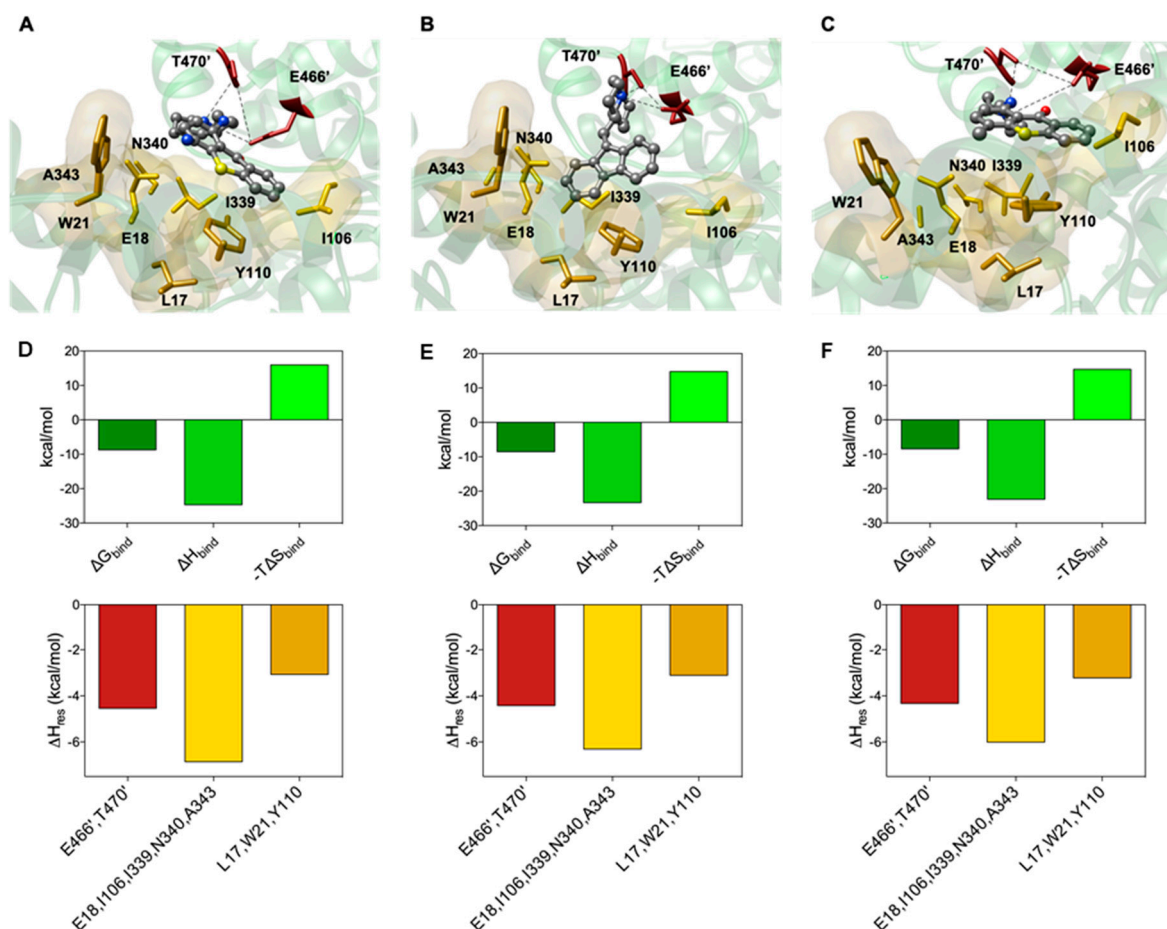 A
T470'
E466'
N340
A343
W21
I339
E18
I106
Y110
L17
B
T470'
E466'
N340
A343
W21
I339
E18
I106
Y110
L17
C
T470'
E466'
I106
N340 I339
W21
Y110
A343
E18
L17
D
20
10
0
-10
-20
-30
kcal/mol
ΔGbind
ΔHbind
-TΔSbind
E
20
10
0
-10
-20
-30
kcal/mol
ΔGbind
ΔHbind
-TΔSbind
F
20
10
0
-10
-20
-30
kcal/mol
ΔGbind
ΔHbind
-TΔSbind
0
-2
-4
-6
ΔHres (kcal/mol)
E466',T470'
E18,I106,I339,N340,A343
L17,W21,Y110
0
-2
-4
-6
ΔHres (kcal/mol)
E466',T470'
E18,I106,I339,N340,A343
L17,W21,Y110
0
-2
-4
-6
ΔHres (kcal/mol)
E466',T470'
E18,I106,I339,N340,A343
L17,W21,Y110